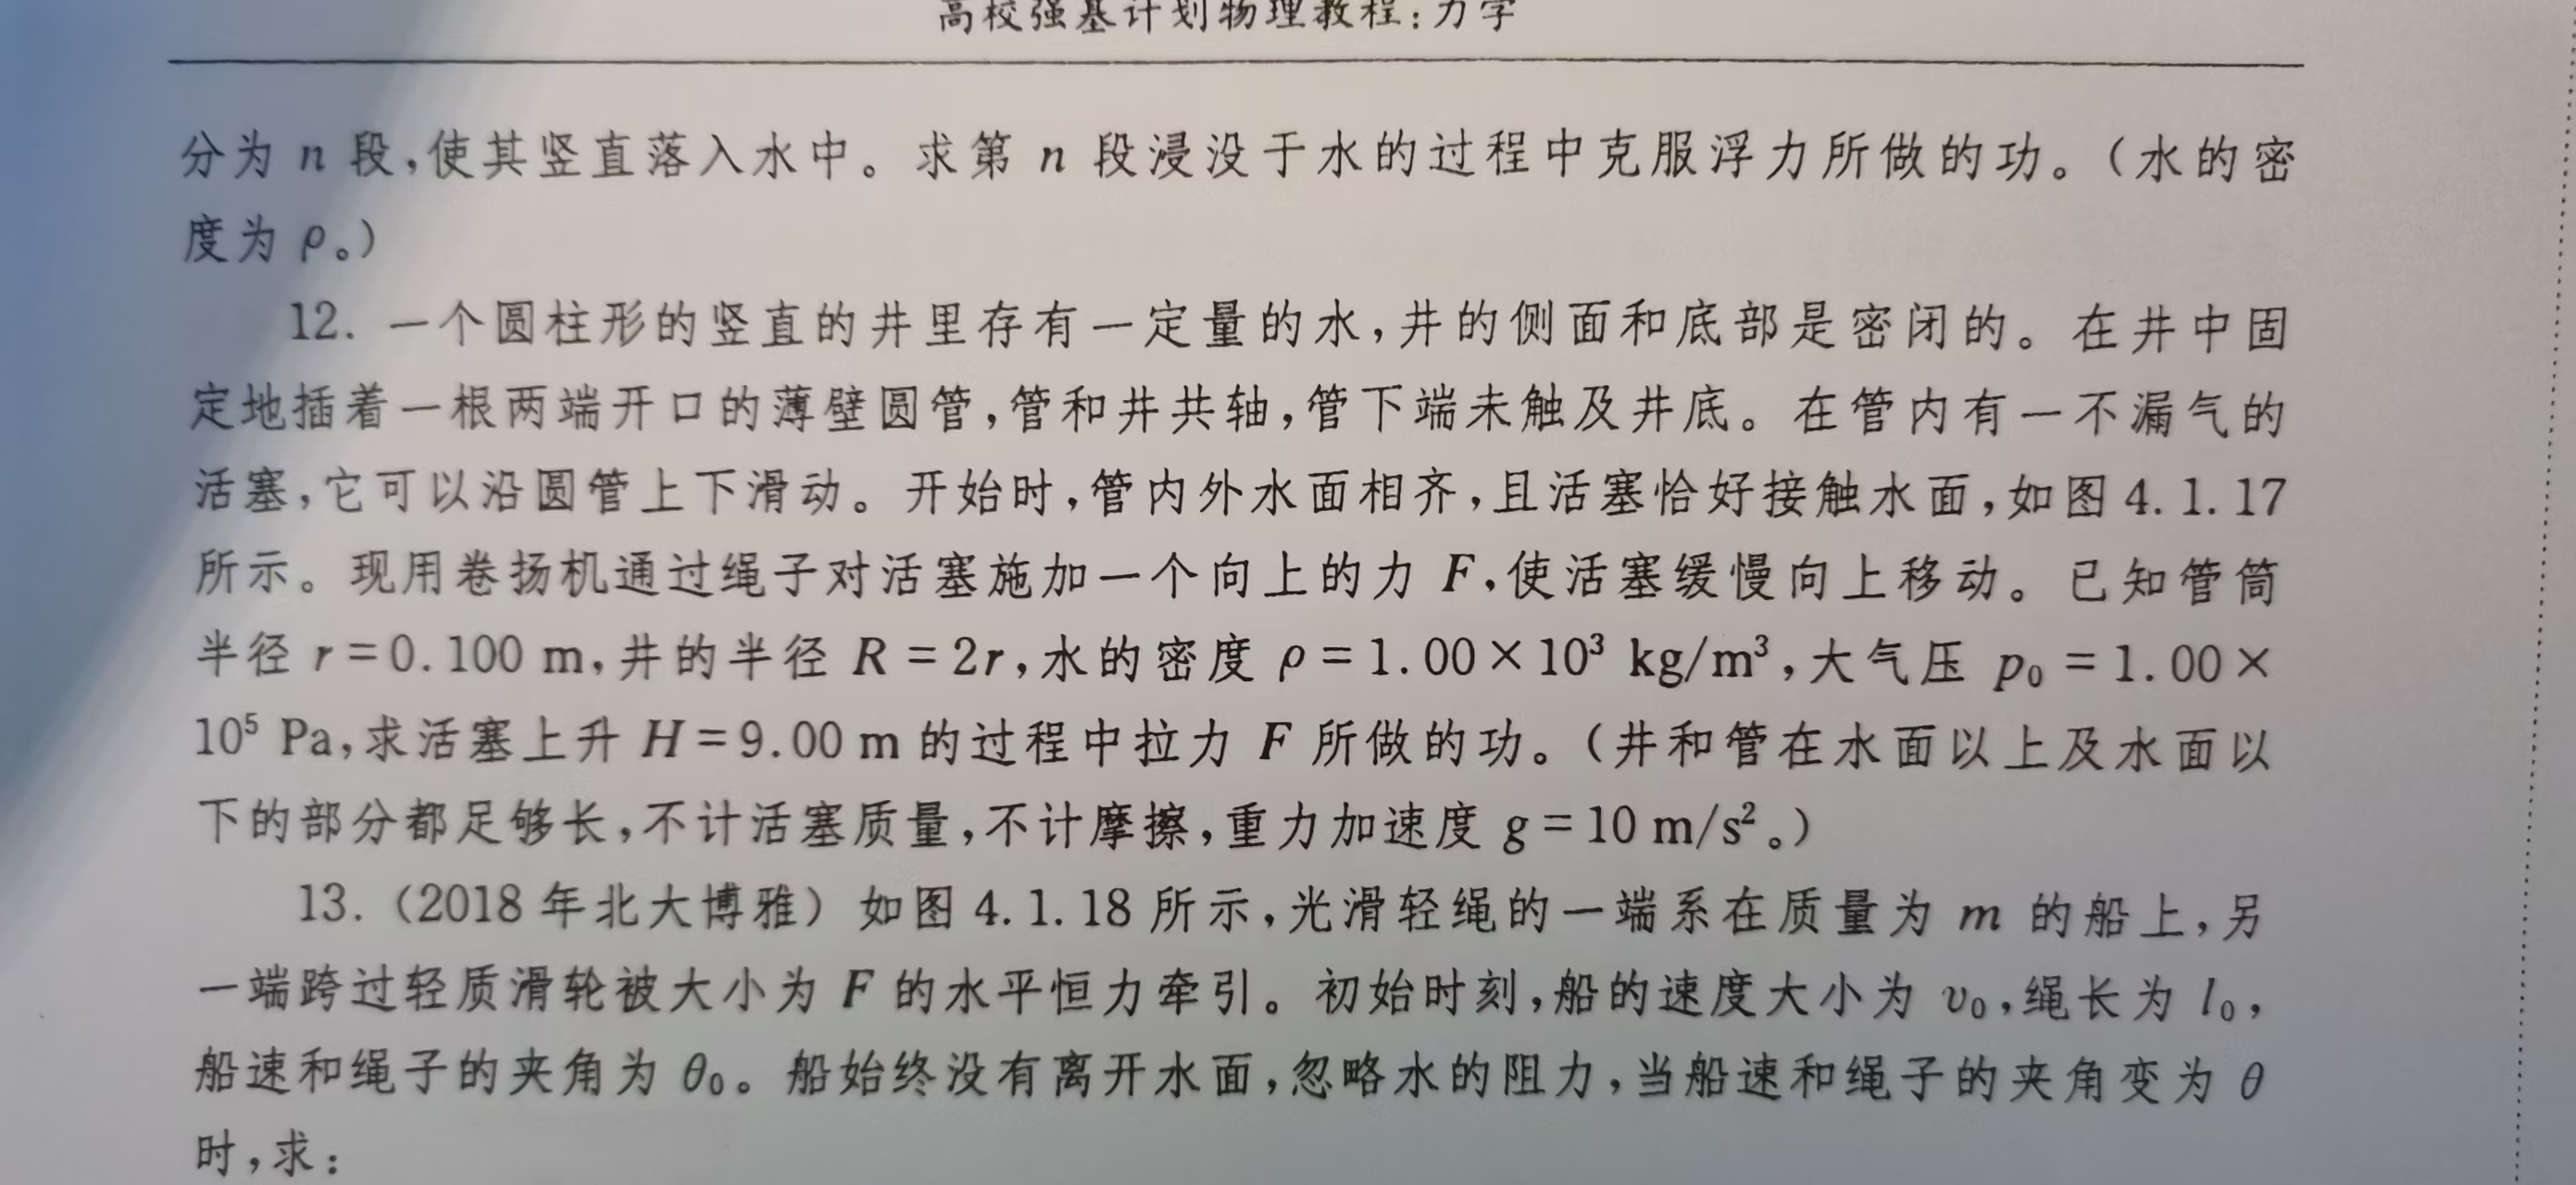 高校强基计划物理教程:力学
分为 n 段,使其竖直落入水中。求第 n 段浸没于水的过程中克服浮力所做的功。(水的密
度为 ρ。)
12. 一个圆柱形的竖直的井里存有一定量的水,井的侧面和底部是密闭的。在井中固
定地插着一根两端开口的薄壁圆管,管和井共轴,管下端未触及井底。在管内有一不漏气的
活塞,它可以沿圆管上下滑动。开始时,管内外水面相齐,且活塞恰好接触水面,如图 4.1.17
所示。现用卷扬机通过绳子对活塞施加一个向上的力 F,使活塞缓慢向上移动。已知管筒
半径 r=0.100 m,井的半径 R=2r,水的密度 ρ=1.00×10³ kg/m³,大气压 p₀=1.00×
10⁵ Pa,求活塞上升 H=9.00 m 的过程中拉力 F 所做的功。(井和管在水面以上及水面以
下的部分都足够长,不计活塞质量,不计摩擦,重力加速度 g=10 m/s²。)
13.(2018 年北大博雅) 如图 4.1.18 所示,光滑轻绳的一端系在质量为 m 的船上,另
一端跨过轻质滑轮被大小为 F 的水平恒力牵引。初始时刻,船的速度大小为 v₀,绳长为 l₀,
船速和绳子的夹角为 θ₀。船始终没有离开水面,忽略水的阻力,当船速和绳子的夹角变为 θ
时,求: